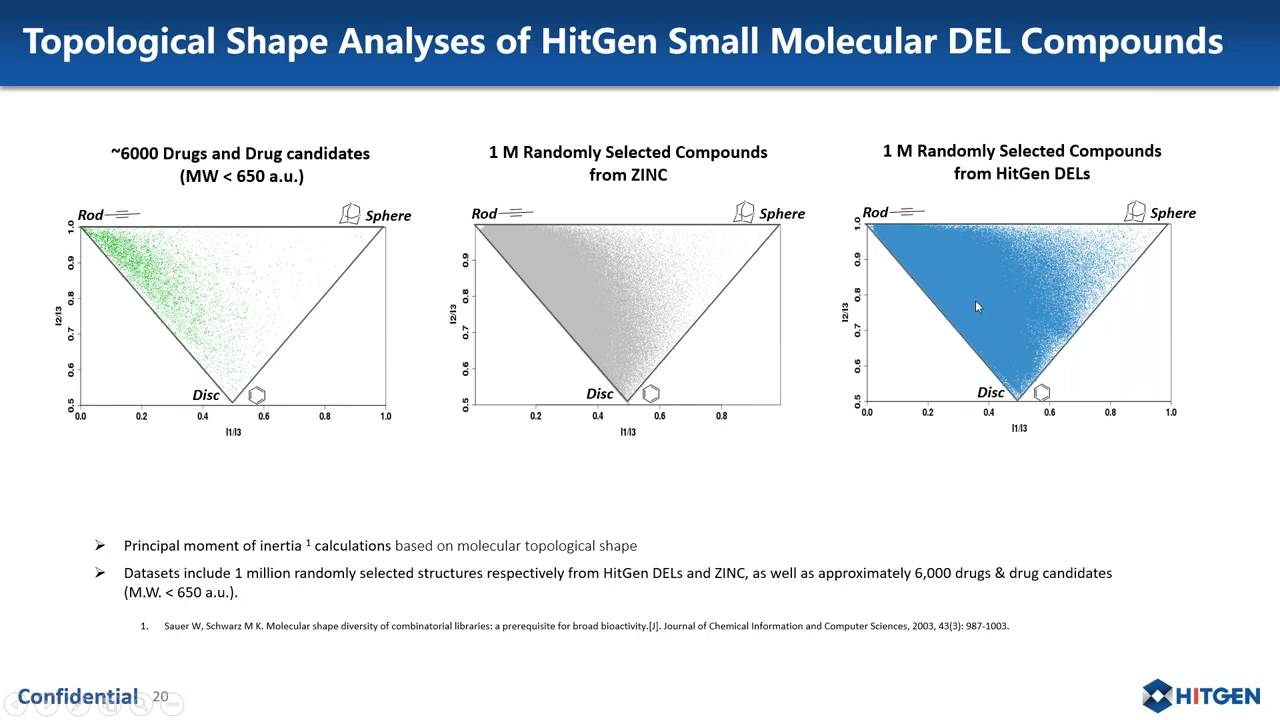 Topological Shape Analyses of HitGen Small Molecular DEL Compounds
~6000 Drugs and Drug candidates
(MW < 650 a.u.)
Rod
Sphere
1.0
0.9
0.8
0.7
0.6
0.5
I2/I3
Disc
0.0 0.2 0.4 0.6 0.8 1.0
I1/I3
1 M Randomly Selected Compounds
from ZINC
Rod
Sphere
0.9
0.8
0.7
0.6
0.5
I2/I3
Disc
0.2 0.4 0.6 0.8
I1/I3
1 M Randomly Selected Compounds
from HitGen DELs
Rod
Sphere
1.0
0.9
0.8
0.7
0.6
0.5
I2/I3
Disc
0.0 0.2 0.4 0.6 0.8 1.0
I1/I3
➢ Principal moment of inertia 1 calculations based on molecular topological shape
➢ Datasets include 1 million randomly selected structures respectively from HitGen DELs and ZINC, as well as approximately 6,000 drugs & drug candidates
(M.W. < 650 a.u.).
1. Sauer W, Schwarz M K. Molecular shape diversity of combinatorial libraries: a prerequisite for broad bioactivity.[J]. Journal of Chemical Information and Computer Sciences, 2003, 43(3): 987-1003.
Confidential 20
HITGEN